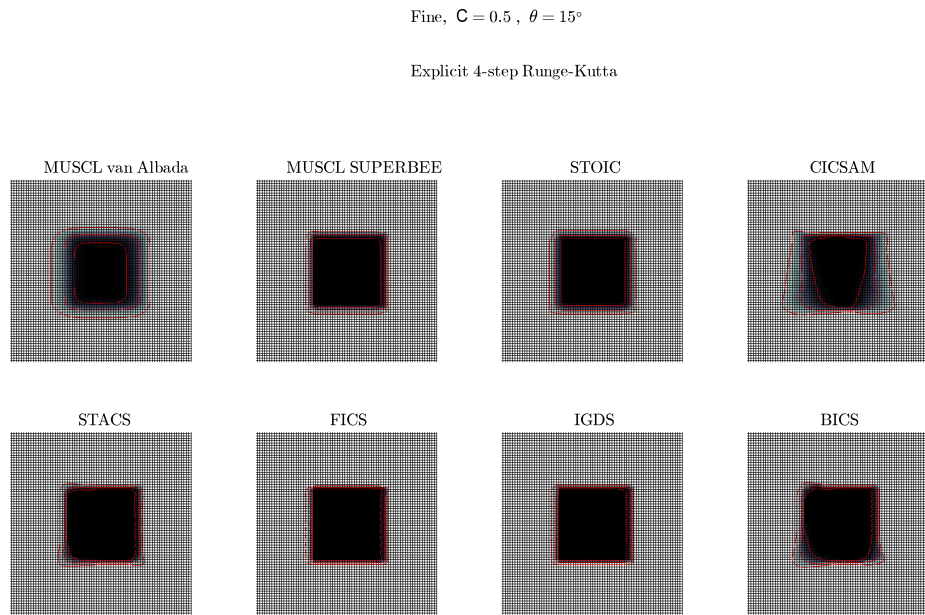 Fine, C = 0.5 , θ = 15°
Explicit 4-step Runge-Kutta
MUSCL van Albada MUSCL SUPERBEE STOIC CICSAM
STACS FICS IGDS BICS